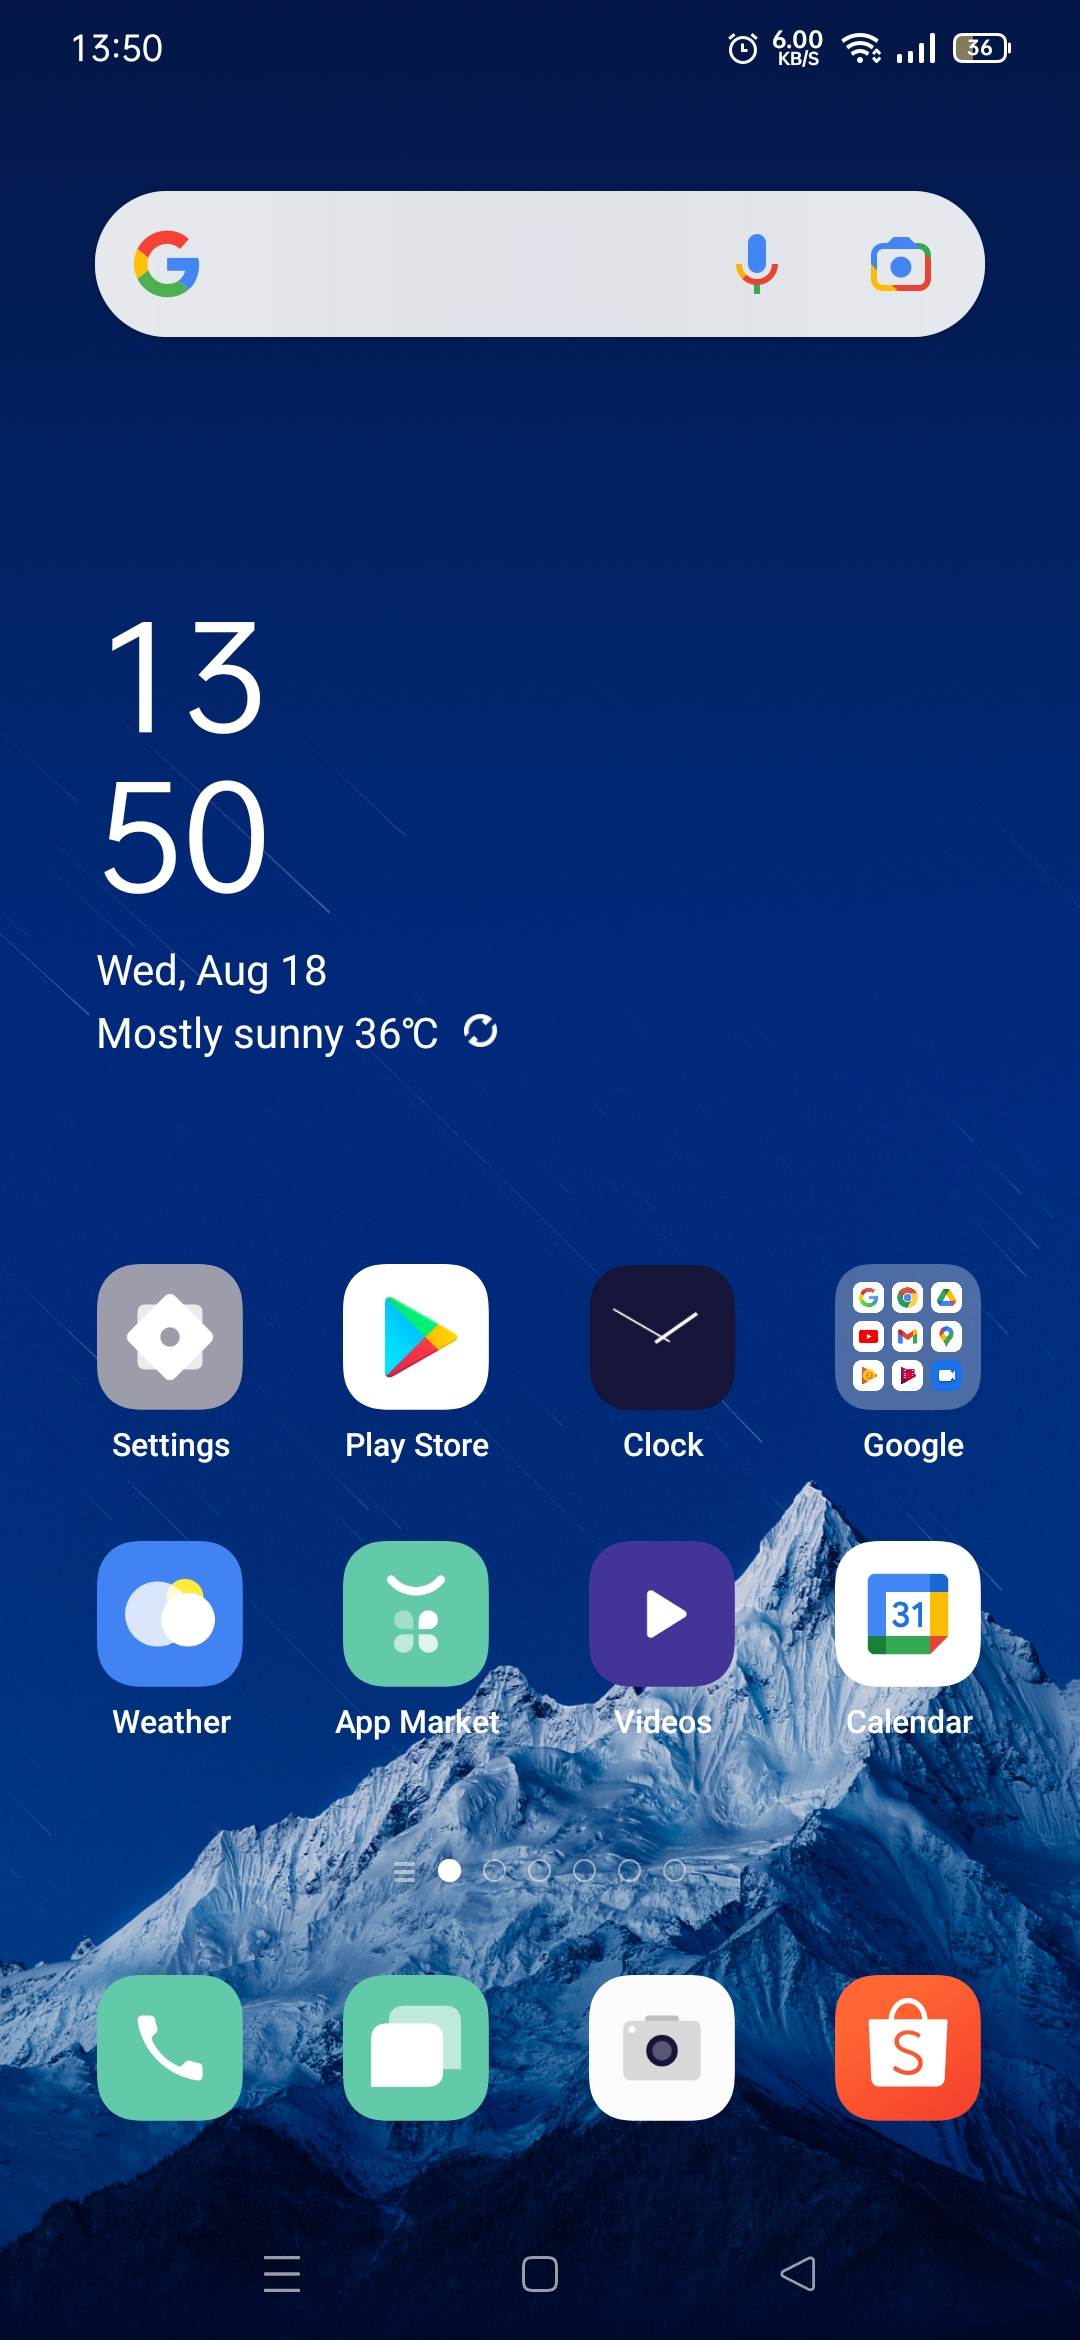 13:50
6.00
KB/S
36
13
50
Wed, Aug 18
Mostly sunny 36℃
Settings
Play Store
Clock
Google
31
Weather
App Market
Videos
Calendar